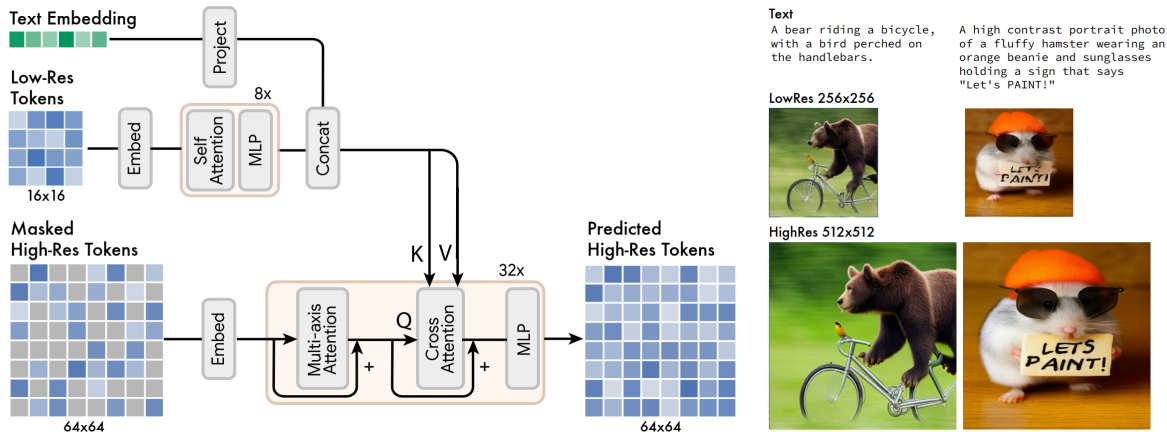 Text Embedding
Project
Low-Res
Tokens
8x
Embed
Self
Attention
MLP
Concat
16x16
Masked
High-Res Tokens
K
V
Predicted
High-Res Tokens
32x
Embed
Multi-axis
Attention
+
Q
Cross
Attention
+
MLP
64x64
64x64
Text
A bear riding a bicycle,
with a bird perched on
the handlebars.
A high contrast portrait photo
of a fluffy hamster wearing an
orange beanie and sunglasses
holding a sign that says
"Let's PAINT!"
LowRes 256x256
LET'S
PAINT!
HighRes 512x512
LETS
PAINT!